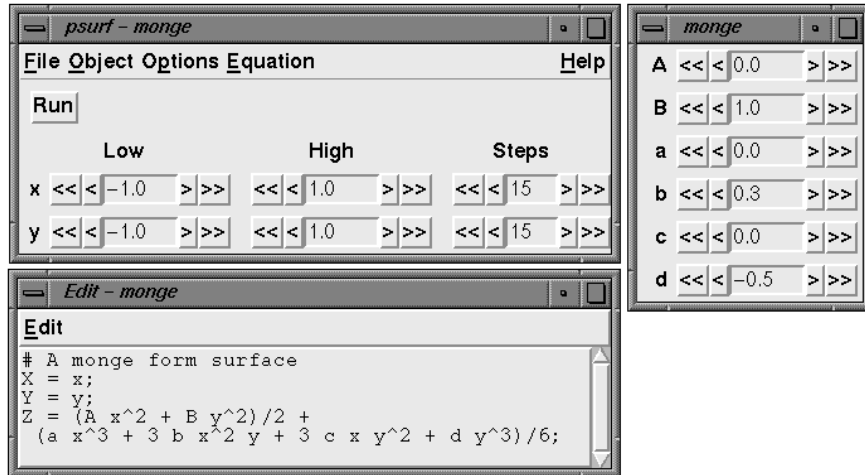 psurf – monge
File Object Options Equation Help
Run
Low High Steps
x << < −1.0 > >> << < 1.0 > >> << < 15 > >>
y << < −1.0 > >> << < 1.0 > >> << < 15 > >>
Edit – monge
Edit
# A monge form surface
X = x;
Y = y;
Z = (A x^2 + B y^2)/2 +
(a x^3 + 3 b x^2 y + 3 c x y^2 + d y^3)/6;
monge
A << < 0.0 > >>
B << < 1.0 > >>
a << < 0.0 > >>
b << < 0.3 > >>
c << < 0.0 > >>
d << < −0.5 > >>